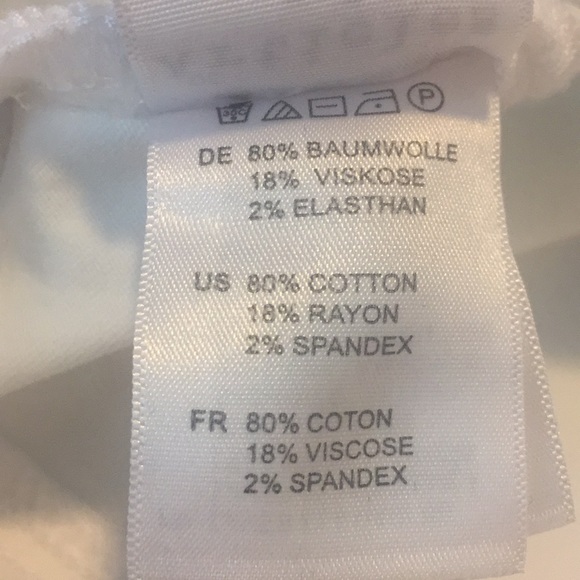 P
DE 80% BAUMWOLLE
18% VISKOSE
2% ELASTHAN
US 80% COTTON
18% RAYON
2% SPANDEX
FR 80% COTON
18% VISCOSE
2% SPANDEX